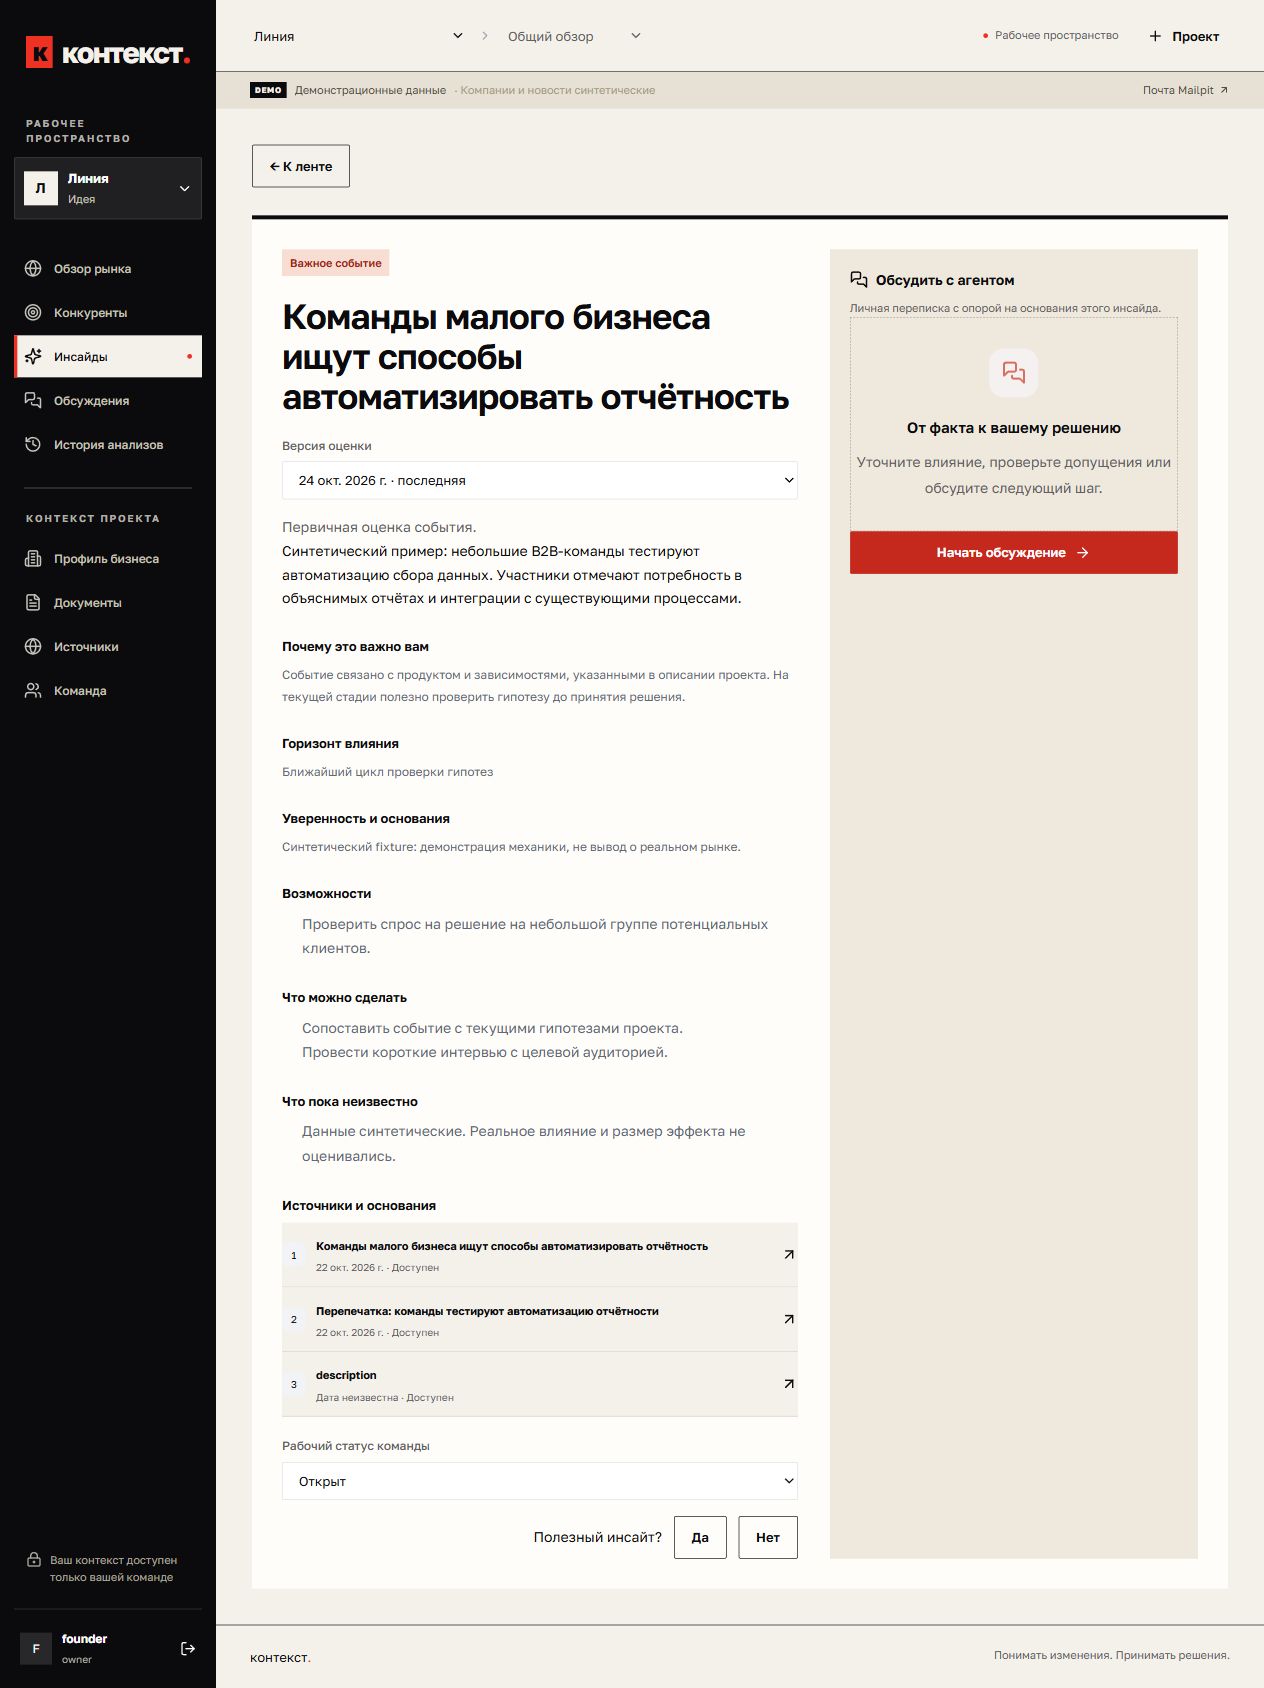 К контекст.
РАБОЧЕЕ
ПРОСТРАНСТВО
Л
Линия
Идея
Обзор рынка
Конкуренты
Инсайды
Обсуждения
История анализов
КОНТЕКСТ ПРОЕКТА
Профиль бизнеса
Документы
Источники
Команда
Ваш контекст доступен
только вашей команде
F
founder
owner
Линия
Общий обзор
Рабочее пространство
Проект
DEMO Демонстрационные данные · Компании и новости синтетические
Почта Mailpit
← К ленте
Важное событие
Команды малого бизнеса
ищут способы
автоматизировать отчётность
Версия оценки
24 окт. 2026 г. · последняя
Первичная оценка события.
Синтетический пример: небольшие B2B-команды тестируют
автоматизацию сбора данных. Участники отмечают потребность в
объяснимых отчётах и интеграции с существующими процессами.
Почему это важно вам
Событие связано с продуктом и зависимостями, указанными в описании проекта. На
текущей стадии полезно проверить гипотезу до принятия решения.
Горизонт влияния
Ближайший цикл проверки гипотез
Уверенность и основания
Синтетический fixture: демонстрация механики, не вывод о реальном рынке.
Возможности
Проверить спрос на решение на небольшой группе потенциальных
клиентов.
Что можно сделать
Сопоставить событие с текущими гипотезами проекта.
Провести короткие интервью с целевой аудиторией.
Что пока неизвестно
Данные синтетические. Реальное влияние и размер эффекта не
оценивались.
Источники и основания
1
Команды малого бизнеса ищут способы автоматизировать отчётность
22 окт. 2026 г. · Доступен
2
Перепечатка: команды тестируют автоматизацию отчётности
22 окт. 2026 г. · Доступен
3
description
Дата неизвестна · Доступен
Рабочий статус команды
Открыт
Полезный инсайт?
Да
Нет
Обсудить с агентом
Личная переписка с опорой на основания этого инсайда.
От факта к вашему решению
Уточните влияние, проверьте допущения или
обсудите следующий шаг.
Начать обсуждение →
контекст.
Понимать изменения. Принимать решения.